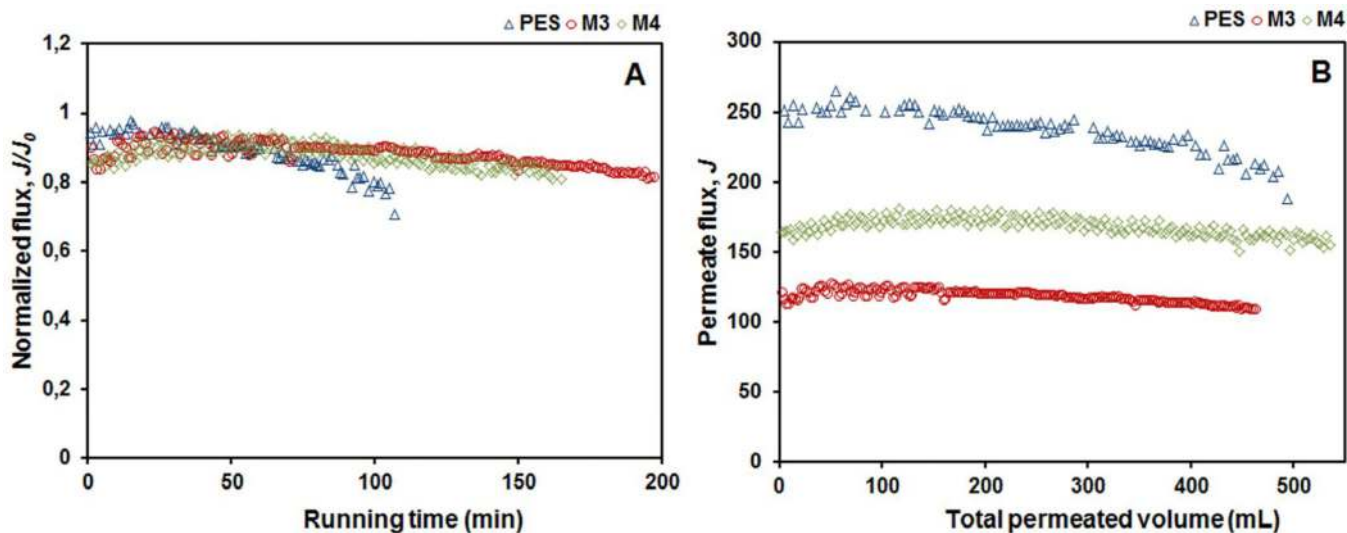 PES M3 M4
A
1,2
1
0,8
0,6
0,4
0,2
0
Normalized flux, J/J0
0 50 100 150 200
Running time (min)
PES M3 M4
B
300
250
200
150
100
50
0
Permeate flux, J
0 100 200 300 400 500
Total permeated volume (mL)